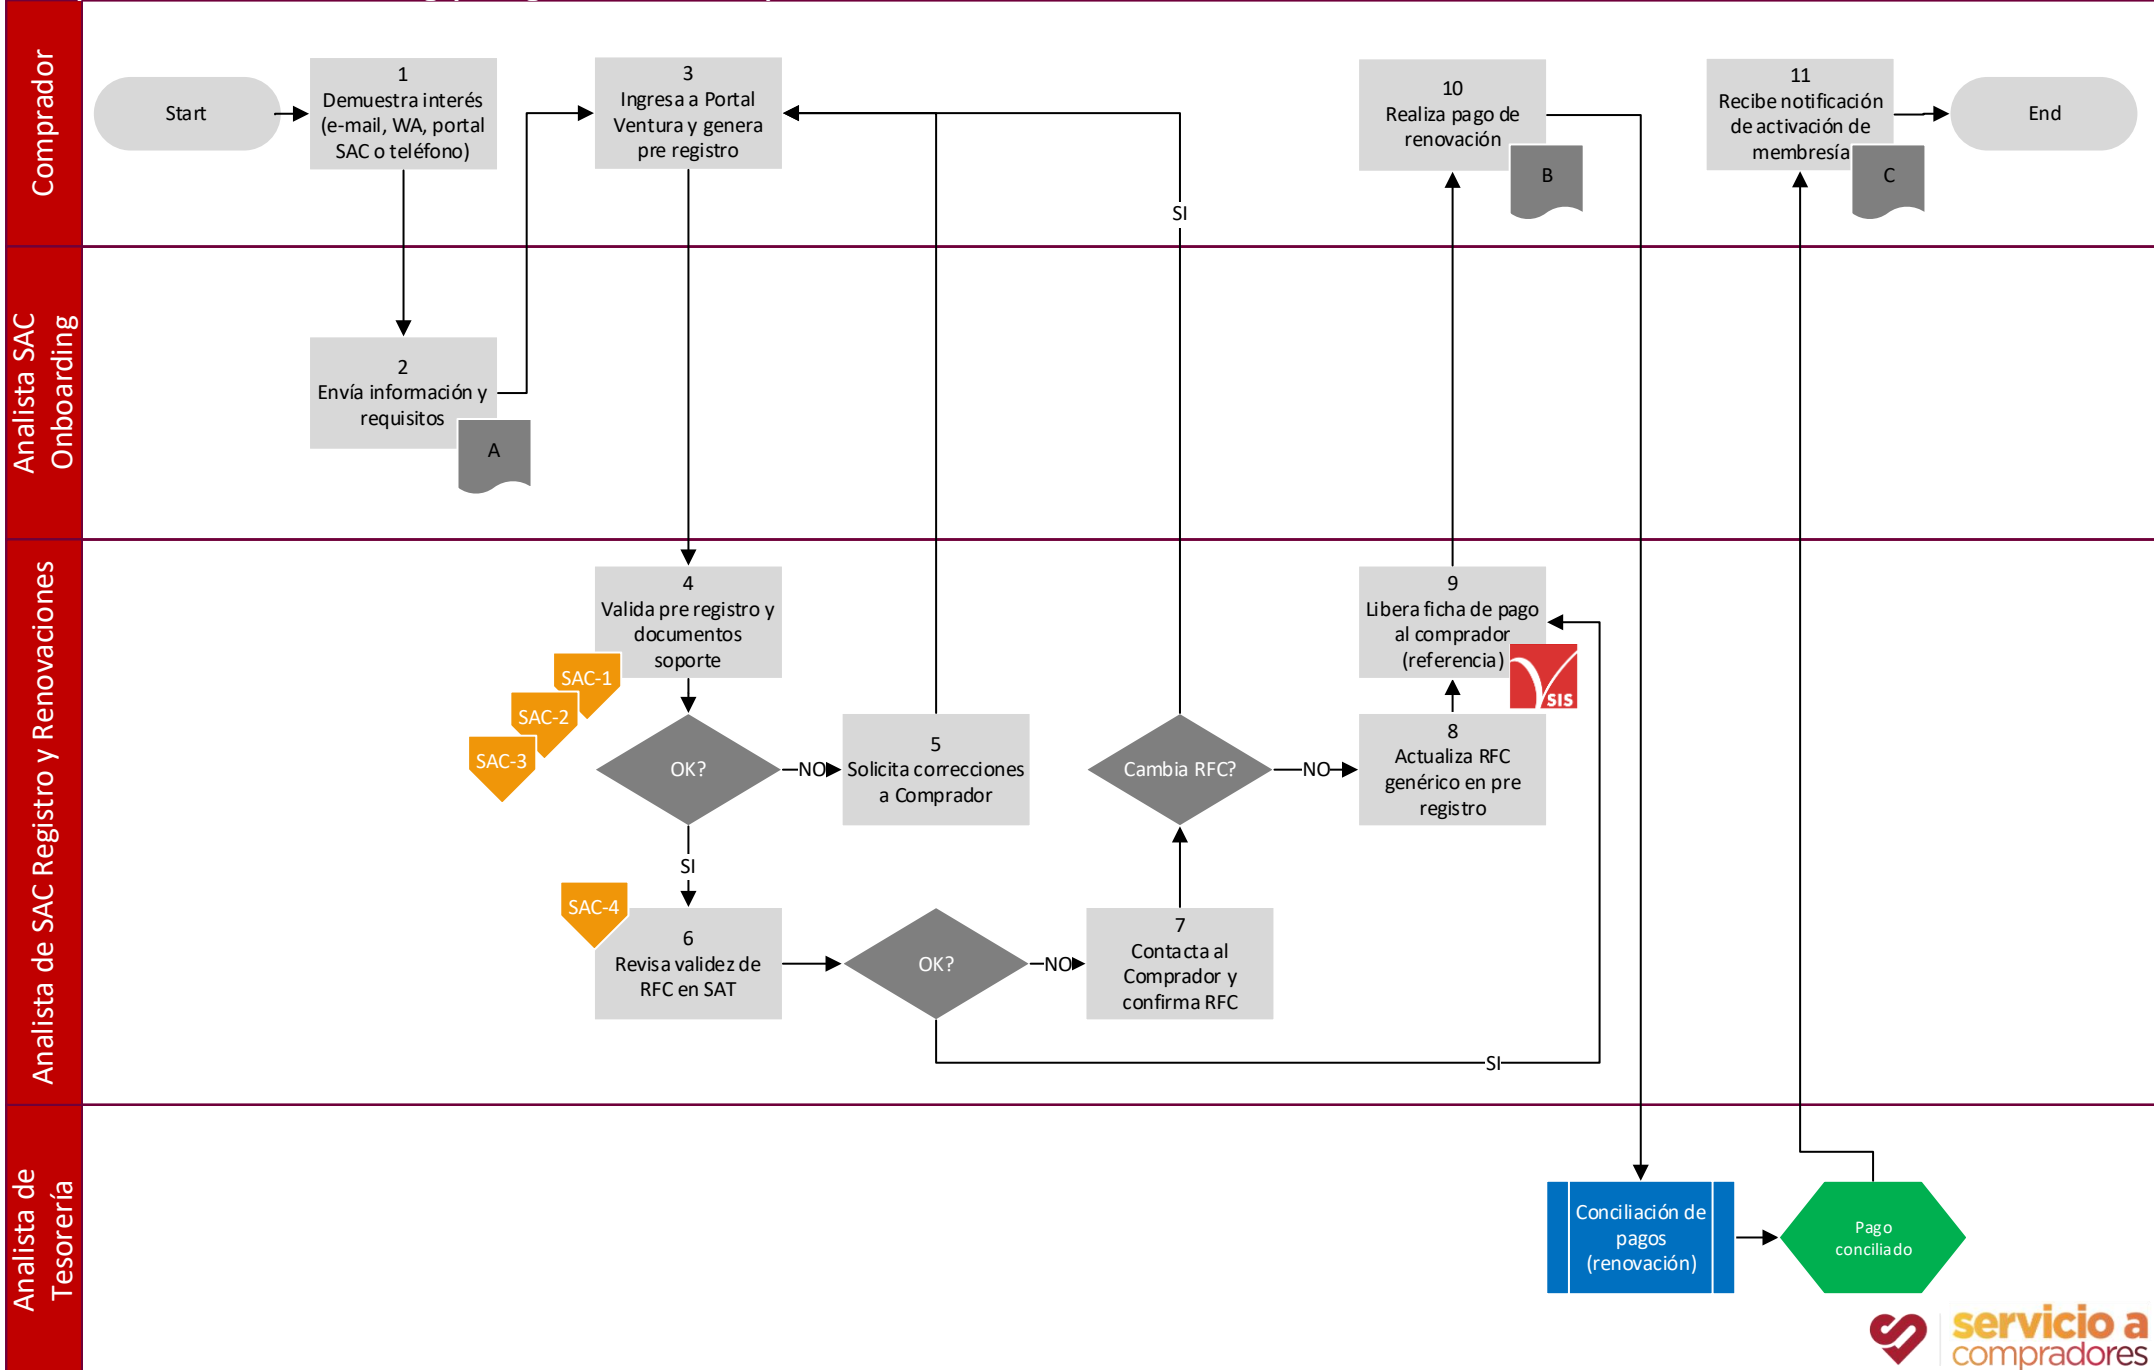 Comprador
Start
1
Demuestra interés
(e-mail, WA, portal
SAC o teléfono)
3
Ingresa a Portal
Ventura y genera
pre registro
10
Realiza pago de
renovación
B
11
Recibe notificación
de activación de
membresía
C
End
SI
Analista SAC
Onboarding
2
Envía información y
requisitos
A
Analista de SAC Registro y Renovaciones
4
Valida pre registro y
documentos
soporte
SAC-1
SAC-2
SAC-3
OK?
NO
5
Solicita correcciones
a Comprador
Cambia RFC?
NO
8
Actualiza RFC
genérico en pre
registro
9
Libera ficha de pago
al comprador
(referencia)
SIS
SI
SAC-4
6
Revisa validez de
RFC en SAT
OK?
NO
7
Contacta al
Comprador y
confirma RFC
SI
Analista de
Tesorería
Conciliación de
pagos
(renovación)
Pago
conciliado
servicio a
compradores